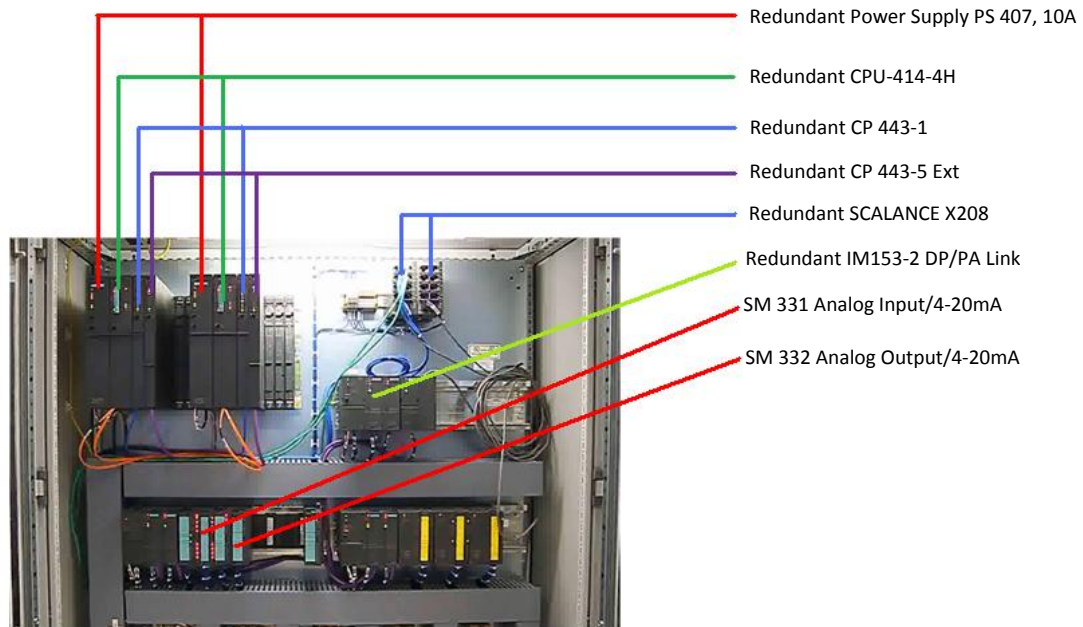 Redundant Power Supply PS 407, 10A
Redundant CPU-414-4H
Redundant CP 443-1
Redundant CP 443-5 Ext
Redundant SCALANCE X208
Redundant IM153-2 DP/PA Link
SM 331 Analog Input/4-20mA
SM 332 Analog Output/4-20mA